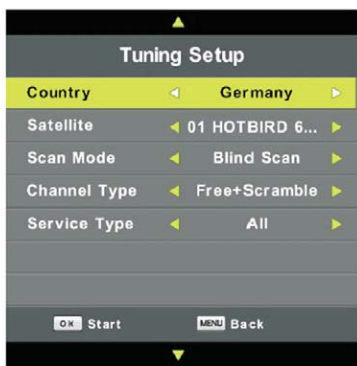 Tuning Setup
Country Germany
Satellite 01 HOTBIRD 6...
Scan Mode Blind Scan
Channel Type Free+Scramble
Service Type All
OK Start MENU Back